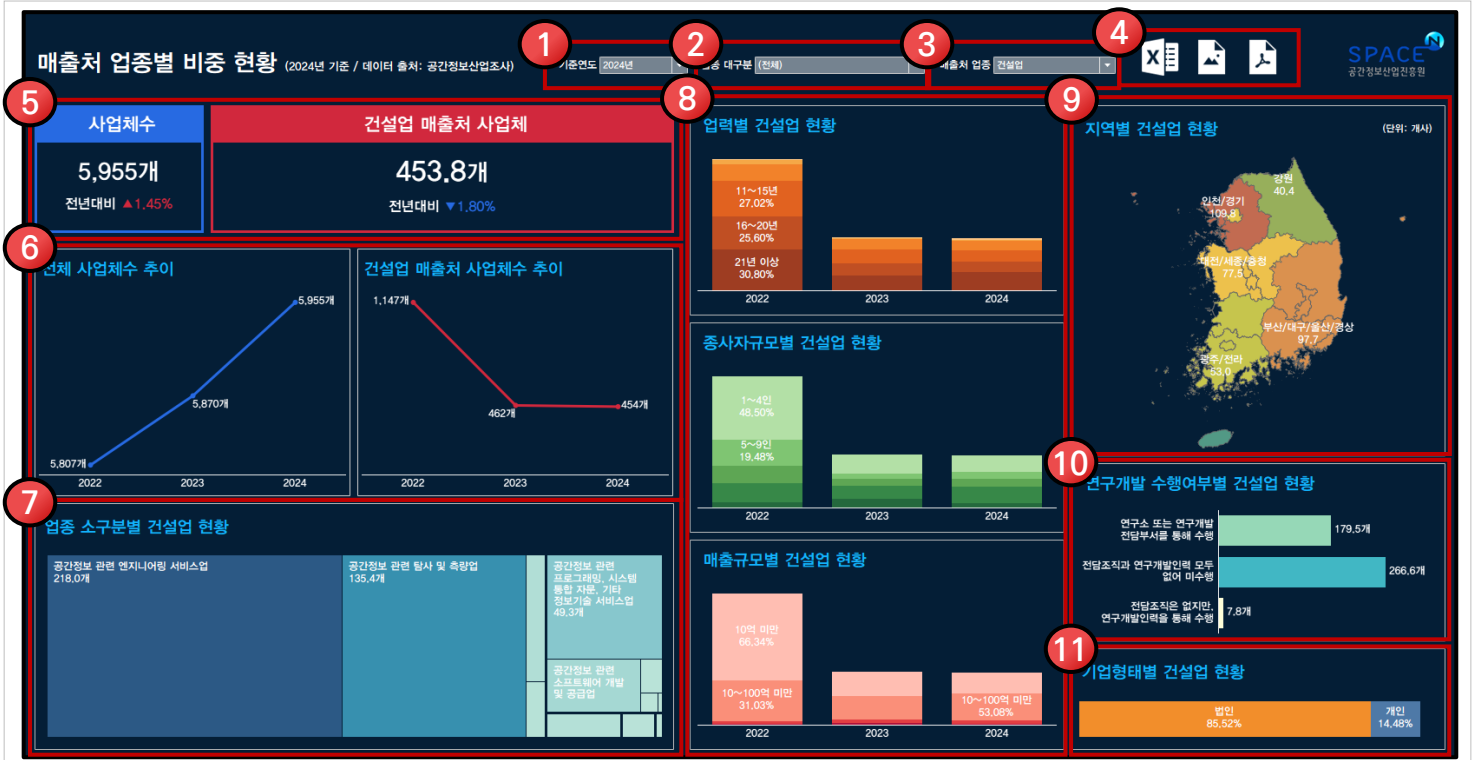 매출처 업종별 비중 현황 (2024년 기준 / 데이터 출처: 공간정보산업조사)
1
기준연도 2024년
2
대구분 (전체)
3
매출처 업종 건설업
4
SPACE
공간정보산업진흥원
5
사업체수
5,955개
전년대비 ▲1.45%
건설업 매출처 사업체
453.8개
전년대비 ▼1.80%
6
전체 사업체수 추이
5,807개
5,870개
5,955개
2022 2023 2024
건설업 매출처 사업체수 추이
1,147개
462개
454개
2022 2023 2024
7
업종 소구분별 건설업 현황
공간정보 관련 엔지니어링 서비스업
218.0개
공간정보 관련 탐사 및 측량업
135.4개
공간정보 관련
프로그래밍, 시스템
통합 자문, 기타
정보기술 서비스업
49.3개
공간정보 관련
소프트웨어 개발
및 공급업
8
업력별 건설업 현황
11~15년
27.02%
16~20년
25.60%
21년 이상
30.80%
2022 2023 2024
종사자규모별 건설업 현황
1~4인
48.50%
5~9인
19.48%
2022 2023 2024
매출규모별 건설업 현황
10억 미만
66.34%
10~100억 미만
31.03%
10~100억 미만
53.08%
2022 2023 2024
9
지역별 건설업 현황
(단위: 개사)
강원
40.4
인천/경기
109.8
대전/세종/충청
77.5
부산/대구/울산/경상
97.7
광주/전라
53.0
10
연구개발 수행여부별 건설업 현황
연구소 또는 연구개발
전담부서를 통해 수행
179.5개
전담조직과 연구개발인력 모두
없어 미수행
266.6개
전담조직은 없지만,
연구개발인력을 통해 수행
7.8개
11
기업형태별 건설업 현황
법인
85.52%
개인
14.48%